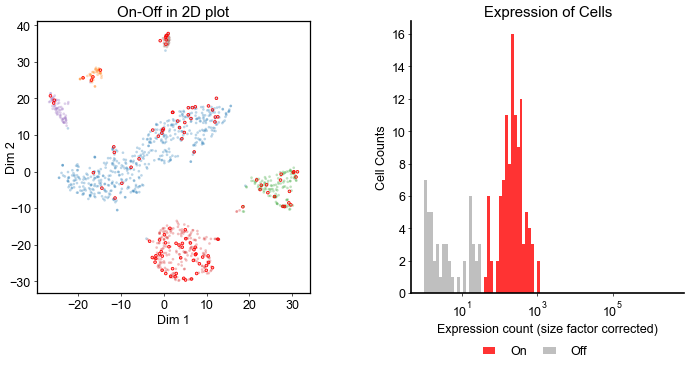 On-Off in 2D plot
Expression of Cells
40
30
20
10
0
−10
−20
−30
Dim 2
−20 −10 0 10 20 30
Dim 1
16
14
12
10
8
6
4
2
0
Cell Counts
10^1 10^3 10^5
Expression count (size factor corrected)
On Off